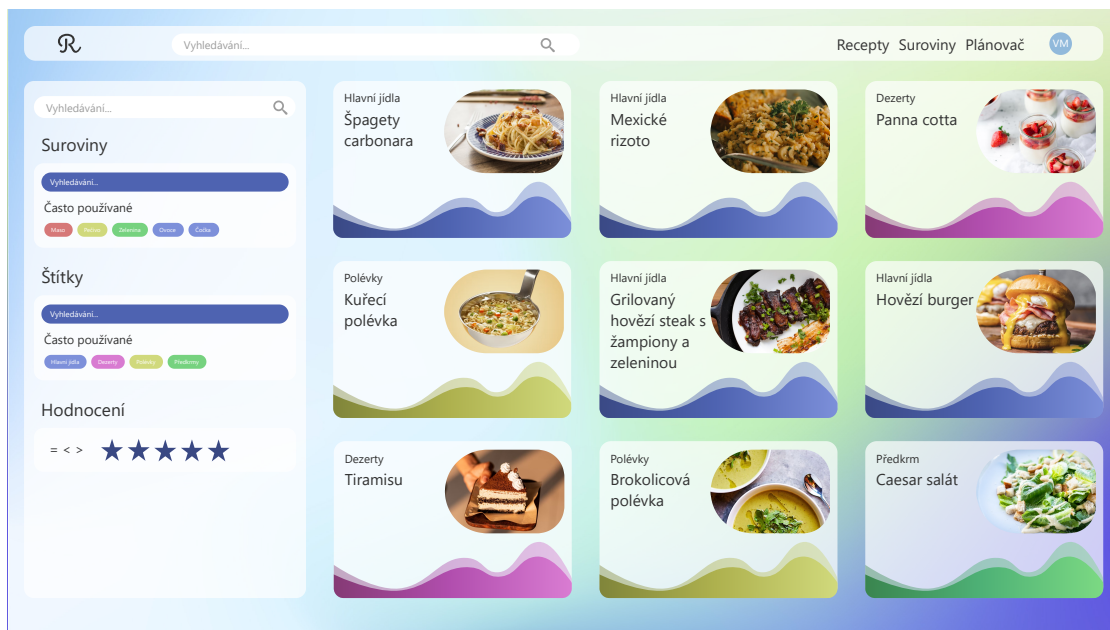 R
Vyhledávání...
Recepty Suroviny Plánovač
VM
Vyhledávání...
Suroviny
Vyhledávání...
Často používané
Maso
Pečivo
Zelenina
Ovoce
Čočka
Štítky
Vyhledávání...
Často používané
Hlavní jídla
Dezerty
Polévky
Předkrmy
Hodnocení
= < >
Hlavní jídla
Špagety
carbonara
Hlavní jídla
Mexické
rizoto
Dezerty
Panna cotta
Polévky
Kuřecí
polévka
Hlavní jídla
Grilovaný
hovězí steak s
žampiony a
zeleninou
Hlavní jídla
Hovězí burger
Dezerty
Tiramisu
Polévky
Brokolicová
polévka
Předkrm
Caesar salát